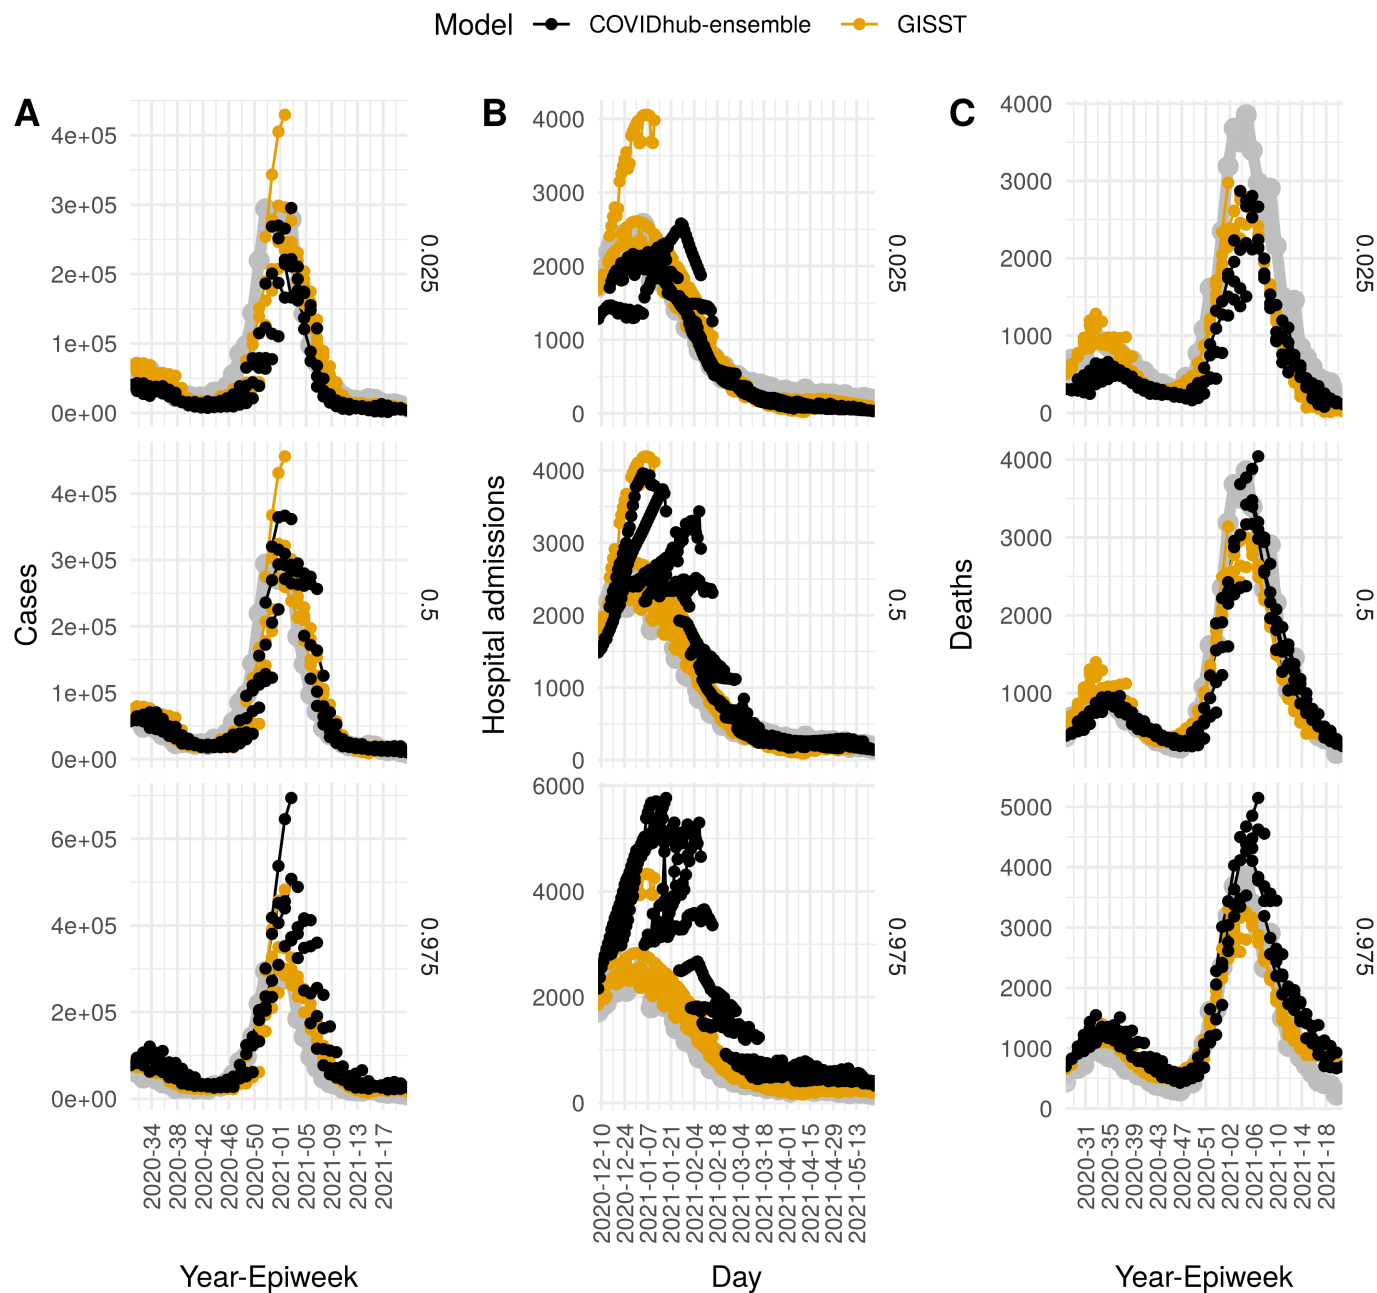 Model COVIDhub-ensemble GISST
A
4e+05
3e+05
2e+05
1e+05
0e+00
0.025
4e+05
3e+05
2e+05
1e+05
0e+00
0.5
6e+05
4e+05
2e+05
0e+00
0.975
Cases
2020-34
2020-38
2020-42
2020-46
2020-50
2021-01
2021-05
2021-09
2021-13
2021-17
Year-Epiweek
B
4000
3000
2000
1000
0
0.025
4000
3000
2000
1000
0
0.5
6000
4000
2000
0
0.975
Hospital admissions
2020-12-10
2020-12-24
2021-01-07
2021-01-21
2021-02-04
2021-02-18
2021-03-04
2021-03-18
2021-04-01
2021-04-15
2021-04-29
2021-05-13
Day
C
4000
3000
2000
1000
0
0.025
4000
3000
2000
1000
0.5
5000
4000
3000
2000
1000
0
0.975
Deaths
2020-31
2020-35
2020-39
2020-43
2020-47
2020-51
2021-02
2021-06
2021-10
2021-14
2021-18
Year-Epiweek